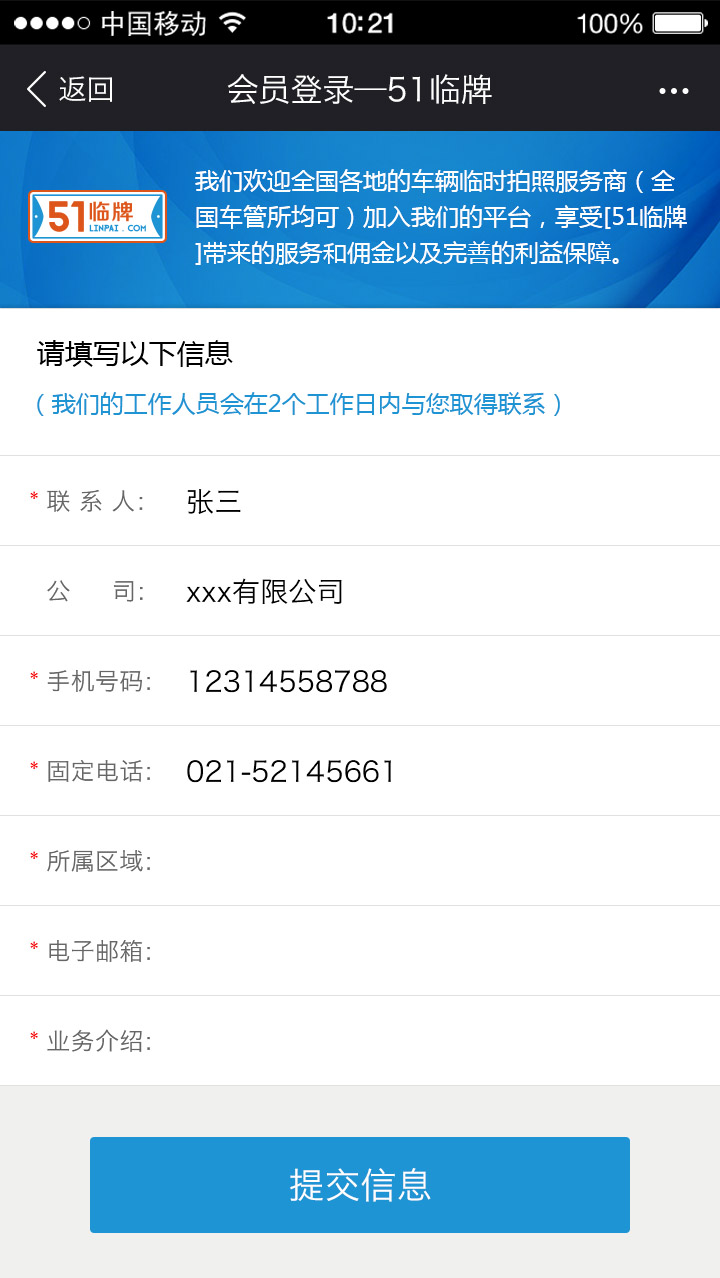 中国移动 10:21 100%
返回 会员登录—51临牌 ...
我们欢迎全国各地的车辆临时拍照服务商（全
51临牌
LINPAI.COM
国车管所均可）加入我们的平台，享受[51临牌
]带来的服务和佣金以及完善的利益保障。
请填写以下信息
（我们的工作人员会在2个工作日内与您取得联系）
* 联 系 人： 张三
公 司： xxx有限公司
* 手机号码： 12314558788
* 固定电话： 021-52145661
* 所属区域：
* 电子邮箱：
* 业务介绍：
提交信息